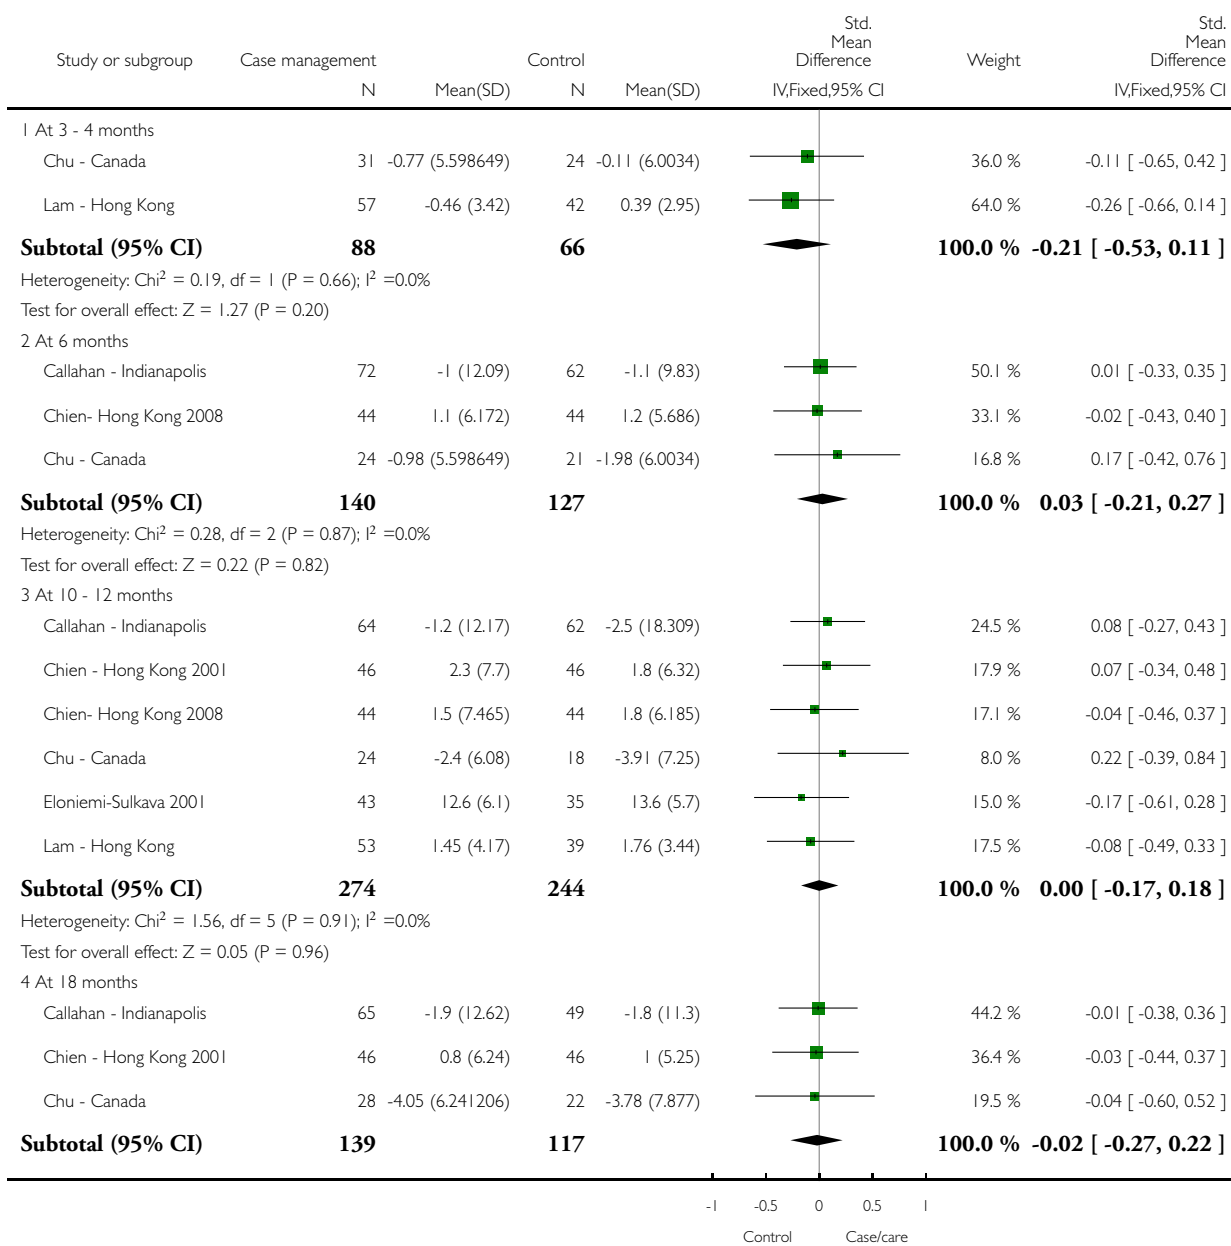 Std.
Mean
Difference
Std.
Mean
Difference
Study or subgroup Case management Control Weight
N Mean(SD) N Mean(SD) IV,Fixed,95% CI IV,Fixed,95% CI
1 At 3 - 4 months
Chu - Canada 31 -0.77 (5.598649) 24 -0.11 (6.0034) 36.0 % -0.11 [ -0.65, 0.42 ]
Lam - Hong Kong 57 -0.46 (3.42) 42 0.39 (2.95) 64.0 % -0.26 [ -0.66, 0.14 ]
Subtotal (95% CI) 88 66 100.0 % -0.21 [ -0.53, 0.11 ]
Heterogeneity: Chi² = 0.19, df = 1 (P = 0.66); I² =0.0%
Test for overall effect: Z = 1.27 (P = 0.20)
2 At 6 months
Callahan - Indianapolis 72 -1 (12.09) 62 -1.1 (9.83) 50.1 % 0.01 [ -0.33, 0.35 ]
Chien- Hong Kong 2008 44 1.1 (6.172) 44 1.2 (5.686) 33.1 % -0.02 [ -0.43, 0.40 ]
Chu - Canada 24 -0.98 (5.598649) 21 -1.98 (6.0034) 16.8 % 0.17 [ -0.42, 0.76 ]
Subtotal (95% CI) 140 127 100.0 % 0.03 [ -0.21, 0.27 ]
Heterogeneity: Chi² = 0.28, df = 2 (P = 0.87); I² =0.0%
Test for overall effect: Z = 0.22 (P = 0.82)
3 At 10 - 12 months
Callahan - Indianapolis 64 -1.2 (12.17) 62 -2.5 (18.309) 24.5 % 0.08 [ -0.27, 0.43 ]
Chien - Hong Kong 2001 46 2.3 (7.7) 46 1.8 (6.32) 17.9 % 0.07 [ -0.34, 0.48 ]
Chien- Hong Kong 2008 44 1.5 (7.465) 44 1.8 (6.185) 17.1 % -0.04 [ -0.46, 0.37 ]
Chu - Canada 24 -2.4 (6.08) 18 -3.91 (7.25) 8.0 % 0.22 [ -0.39, 0.84 ]
Eloniemi-Sulkava 2001 43 12.6 (6.1) 35 13.6 (5.7) 15.0 % -0.17 [ -0.61, 0.28 ]
Lam - Hong Kong 53 1.45 (4.17) 39 1.76 (3.44) 17.5 % -0.08 [ -0.49, 0.33 ]
Subtotal (95% CI) 274 244 100.0 % 0.00 [ -0.17, 0.18 ]
Heterogeneity: Chi² = 1.56, df = 5 (P = 0.91); I² =0.0%
Test for overall effect: Z = 0.05 (P = 0.96)
4 At 18 months
Callahan - Indianapolis 65 -1.9 (12.62) 49 -1.8 (11.3) 44.2 % -0.01 [ -0.38, 0.36 ]
Chien - Hong Kong 2001 46 0.8 (6.24) 46 1 (5.25) 36.4 % -0.03 [ -0.44, 0.37 ]
Chu - Canada 28 -4.05 (6.241206) 22 -3.78 (7.877) 19.5 % -0.04 [ -0.60, 0.52 ]
Subtotal (95% CI) 139 117 100.0 % -0.02 [ -0.27, 0.22 ]
-1 -0.5 0 0.5 1
Control Case/care